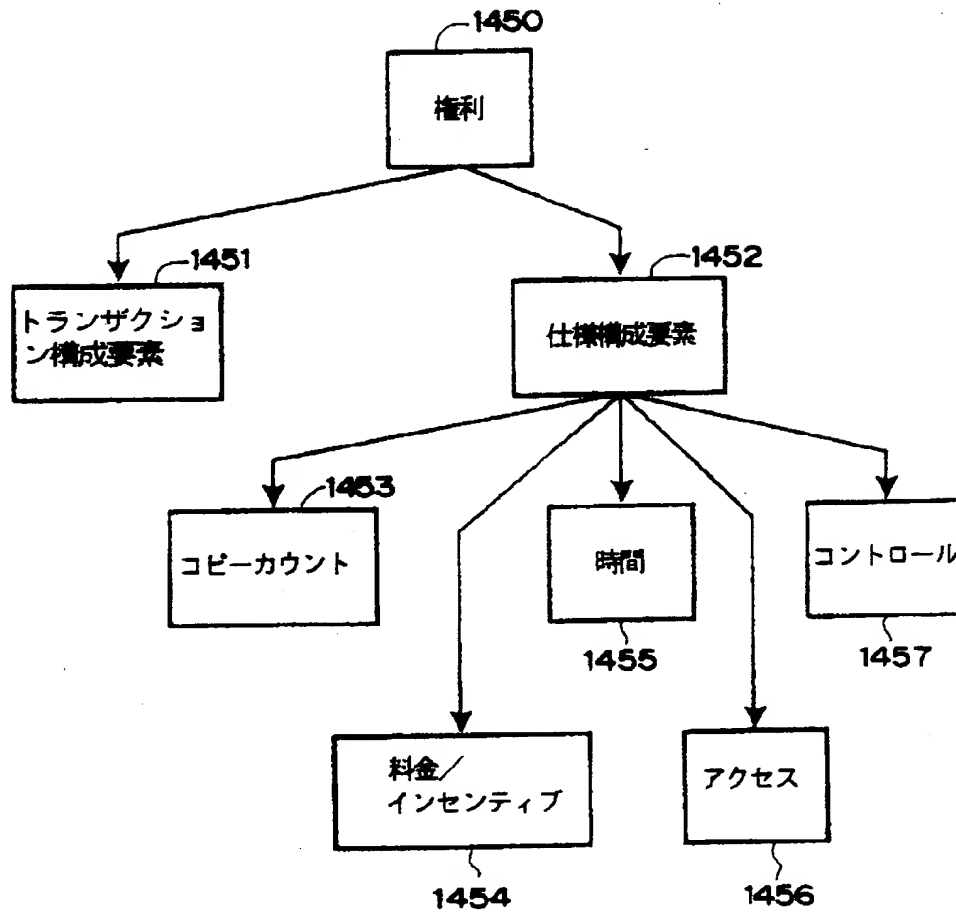 1450
権利
1451
トランザクショ
ン構成要素
1452
仕様構成要素
1453
コピーカウント
時間
1455
コントロール
1457
料金／
インセンティブ
1454
アクセス
1456